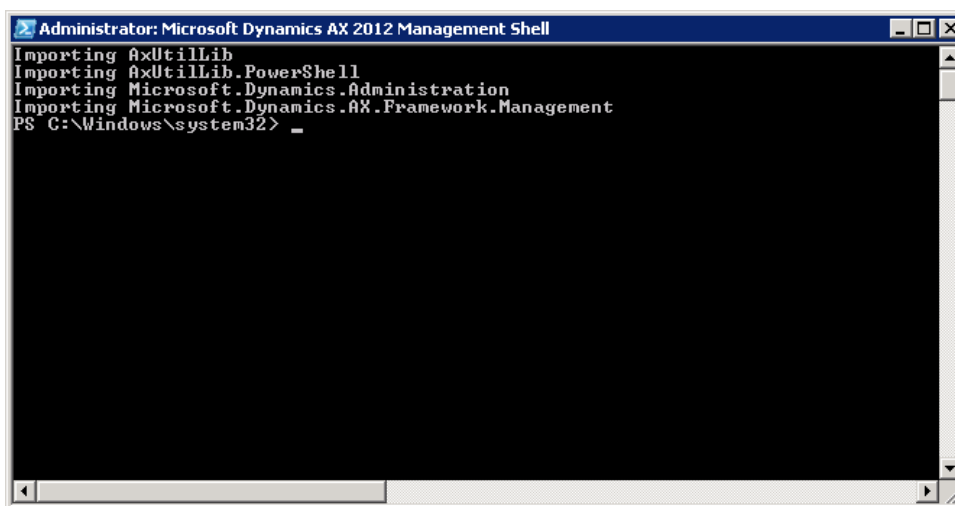 Administrator: Microsoft Dynamics AX 2012 Management Shell
Importing AxUtilLib
Importing AxUtilLib.PowerShell
Importing Microsoft.Dynamics.Administration
Importing Microsoft.Dynamics.AX.Framework.Management
PS C:\Windows\system32> _